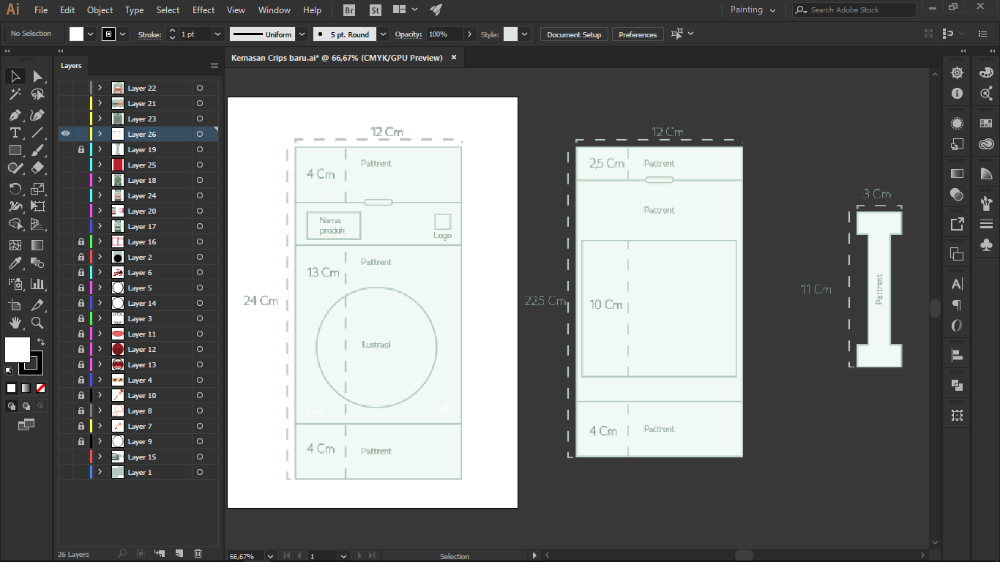 Ai File Edit Object Type Select Effect View Window Help Br St Painting Search Adobe Stock
No Selection Stroke: 1 pt Uniform 5 pt. Round Opacity: 100% Style: Document Setup Preferences
Layers
Kemasan Crips baru.ai* @ 66,67% (CMYK/GPU Preview)
Layer 22
Layer 21
Layer 23
Layer 26
Layer 19
Layer 25
Layer 18
Layer 24
Layer 20
Layer 17
Layer 16
Layer 2
Layer 6
Layer 5
Layer 14
Layer 3
Layer 11
Layer 12
Layer 13
Layer 4
Layer 10
Layer 8
Layer 7
Layer 9
Layer 15
Layer 1
26 Layers
12 Cm
Pattrent
4 Cm
Nama
produk
Logo
Pattrent
13 Cm
24 Cm
Ilustrasi
4 Cm
Pattrent
12 Cm
2,5 Cm
Pattrent
Pattrent
22,5 Cm
10 Cm
4 Cm
Pattrent
3 Cm
11 Cm
Pattrent
66,67% 1 Selection